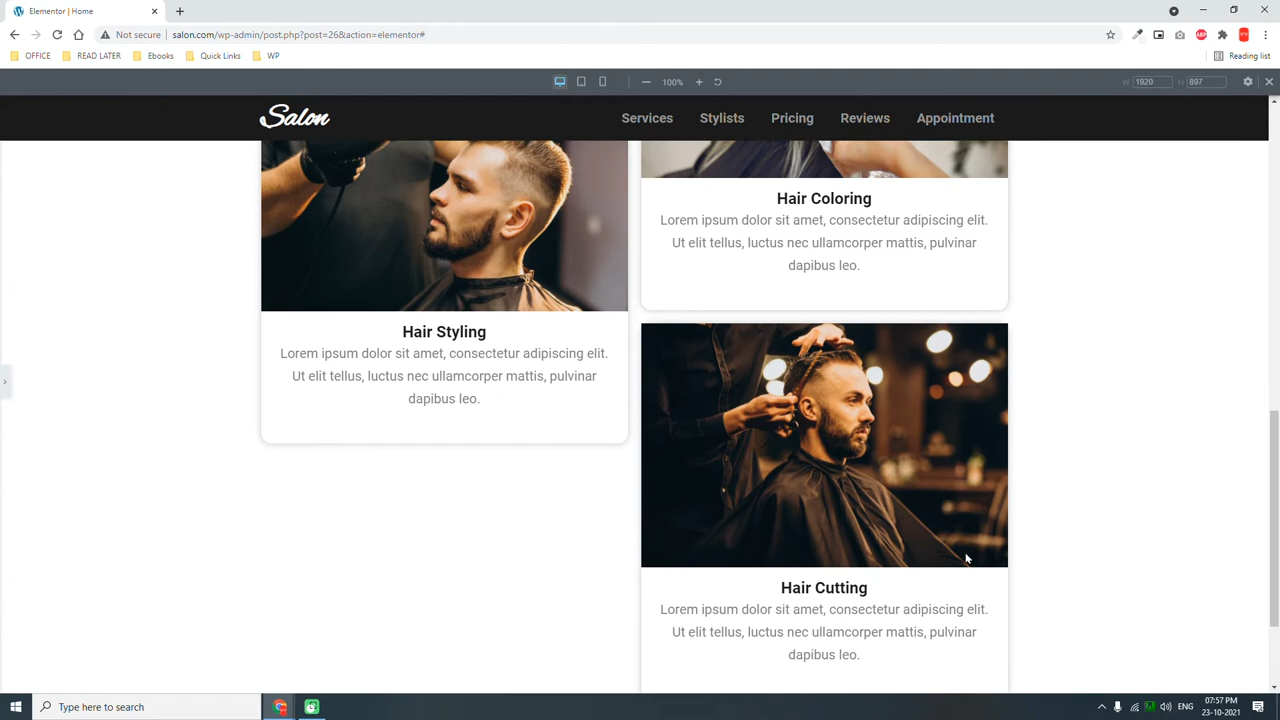 Elementor | Home
Not secure
salon.com/wp-admin/post.php?post=26&action=elementor#
OFFICE
READ LATER
Ebooks
Quick Links
WP
Reading list
100%
W 1920
H 897
Salon
Services
Stylists
Pricing
Reviews
Appointment
Hair Coloring
Lorem ipsum dolor sit amet, consectetur adipiscing elit.
Ut elit tellus, luctus nec ullamcorper mattis, pulvinar
dapibus leo.
Hair Styling
Lorem ipsum dolor sit amet, consectetur adipiscing elit.
Ut elit tellus, luctus nec ullamcorper mattis, pulvinar
dapibus leo.
Hair Cutting
Lorem ipsum dolor sit amet, consectetur adipiscing elit.
Ut elit tellus, luctus nec ullamcorper mattis, pulvinar
dapibus leo.
Type here to search
ENG
07:57 PM
23-10-2021